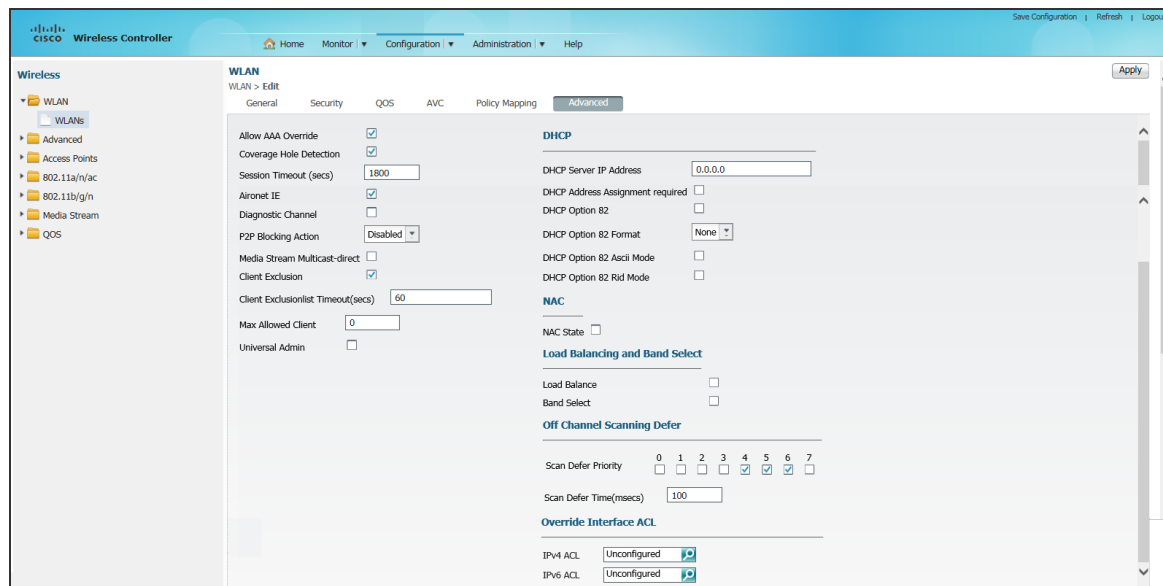 Save Configuration | Refresh | Logou
CISCO Wireless Controller
Home Monitor Configuration Administration Help
Wireless
WLAN
WLANs
Advanced
Access Points
802.11a/n/ac
802.11b/g/n
Media Stream
QOS
WLAN
Apply
WLAN > Edit
General Security QOS AVC Policy Mapping Advanced
Allow AAA Override
Coverage Hole Detection
Session Timeout (secs) 1800
Aironet IE
Diagnostic Channel
P2P Blocking Action Disabled
Media Stream Multicast-direct
Client Exclusion
Client Exclusionlist Timeout(secs) 60
Max Allowed Client 0
Universal Admin
DHCP
DHCP Server IP Address 0.0.0.0
DHCP Address Assignment required
DHCP Option 82
DHCP Option 82 Format None
DHCP Option 82 Ascii Mode
DHCP Option 82 Rid Mode
NAC
NAC State
Load Balancing and Band Select
Load Balance
Band Select
Off Channel Scanning Defer
0 1 2 3 4 5 6 7
Scan Defer Priority
Scan Defer Time(msecs) 100
Override Interface ACL
IPv4 ACL Unconfigured
IPv6 ACL Unconfigured